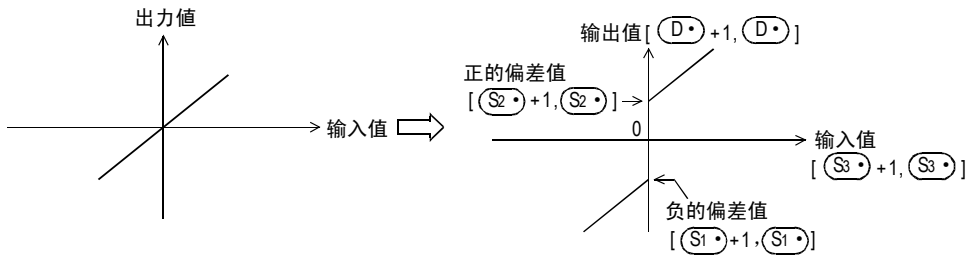 出力値
输入值
输出值[ D• +1, D• ]
正的偏差值
[ S2• +1, S2• ]
0
输入值
[ S3• +1, S3• ]
负的偏差值
[ S1• +1, S1• ]